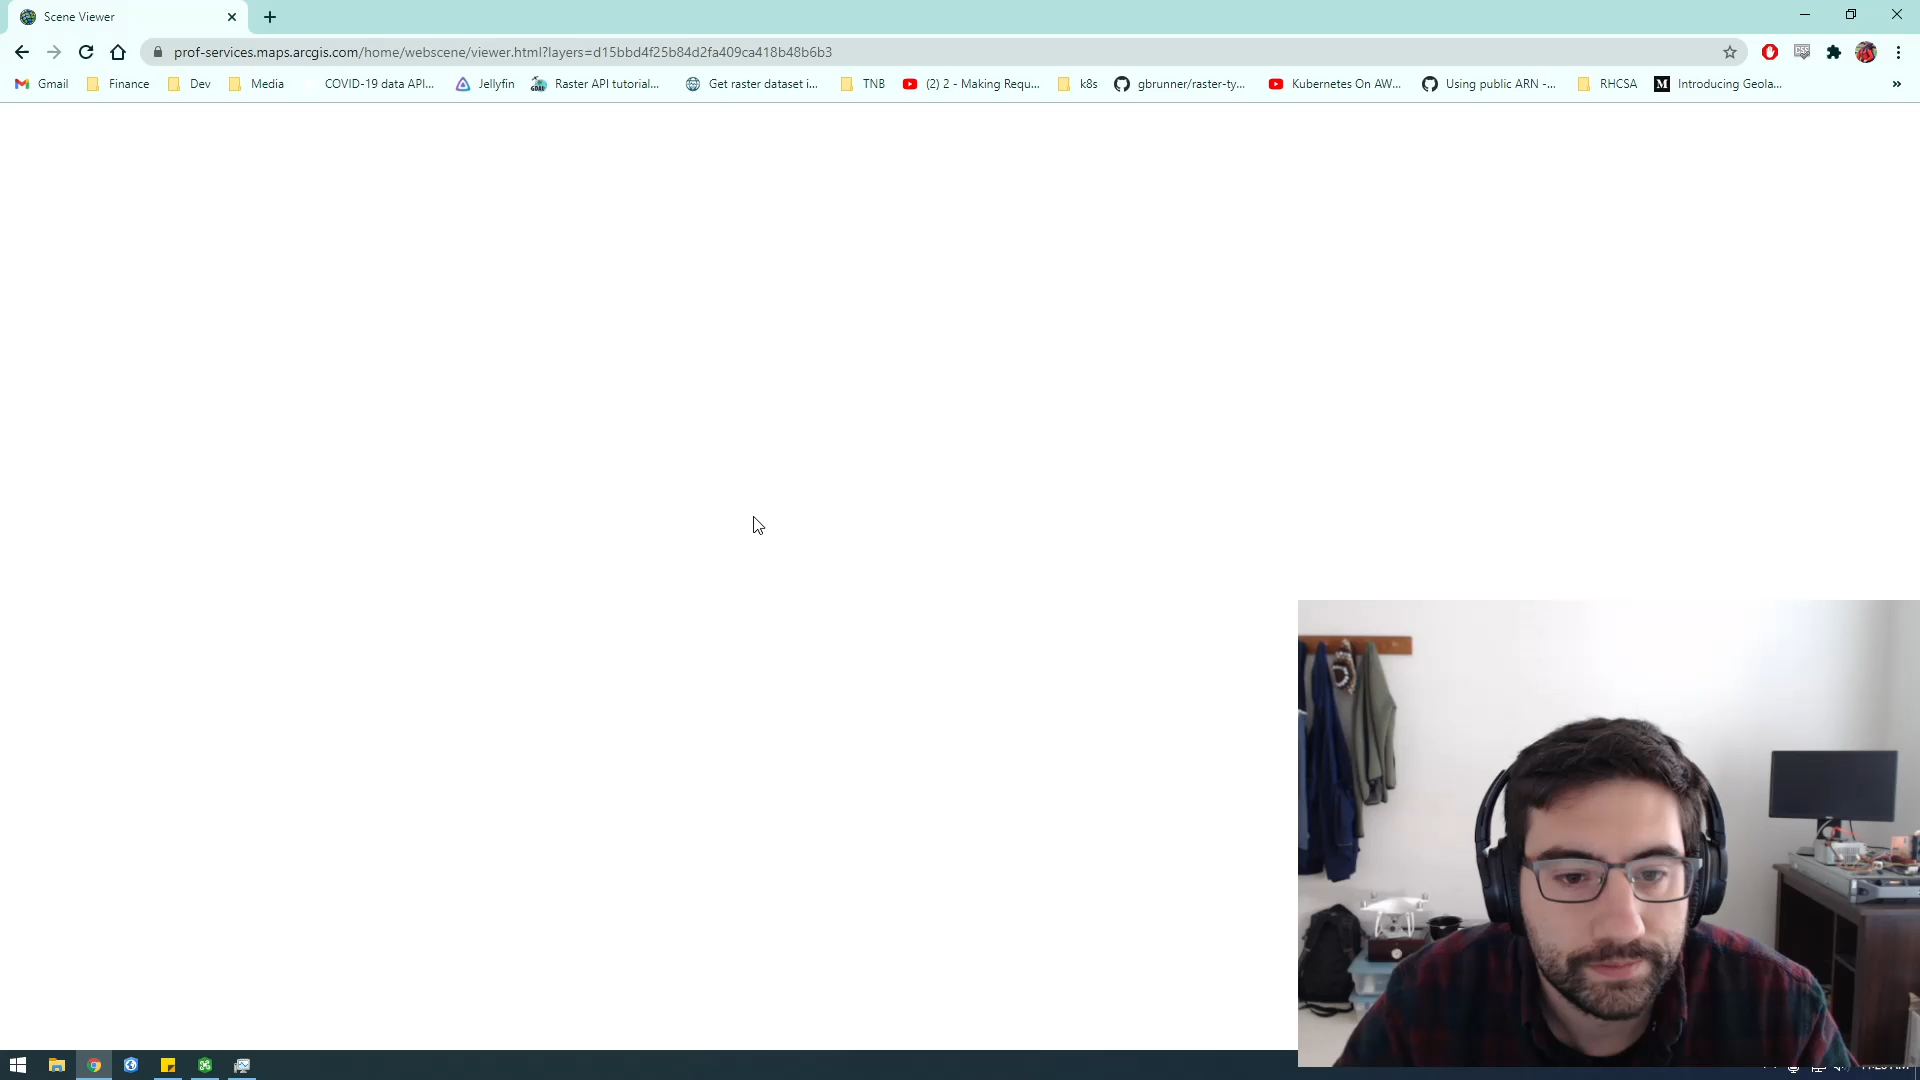 Scene Viewer
prof-services.maps.arcgis.com/home/webscene/viewer.html?layers=d15bbd4f25b84d2fa409ca418b48b6b3
Gmail Finance Dev Media COVID-19 data API... Jellyfin Raster API tutorial... Get raster dataset i... TNB (2) 2 - Making Requ... k8s gbrunner/raster-ty... Kubernetes On AW... Using public ARN -... RHCSA Introducing Geola... »